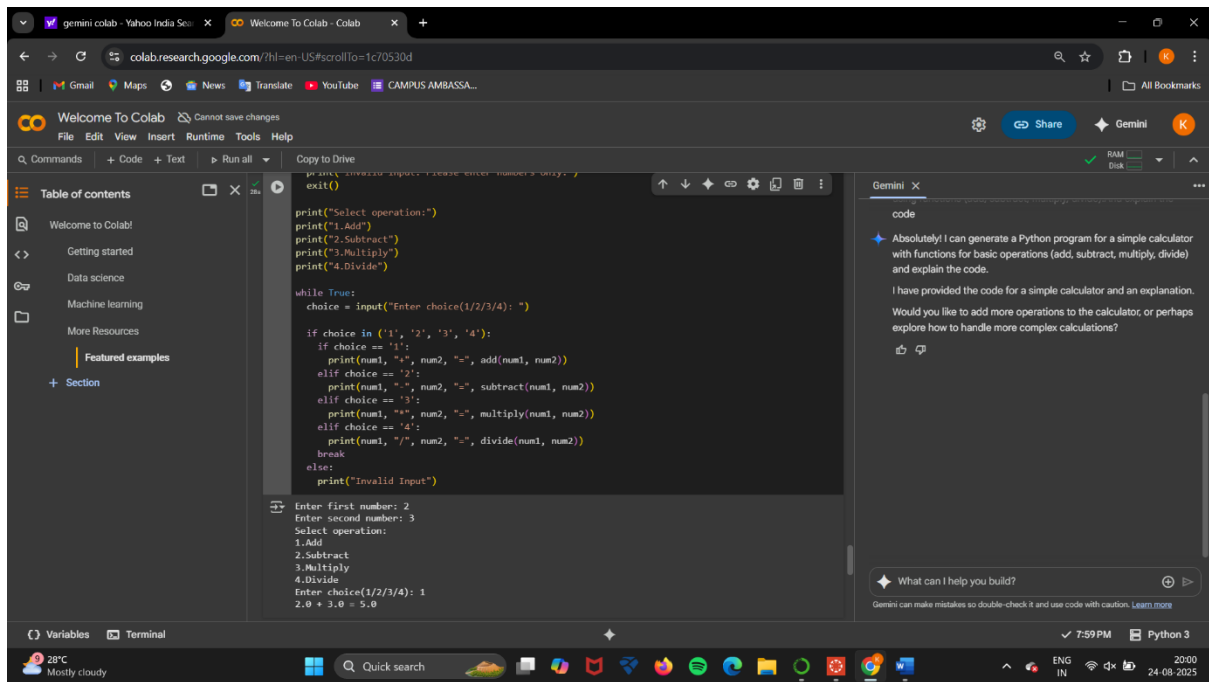 gemini colab - Yahoo India Sea
Welcome To Colab - Colab
colab.research.google.com/?hl=en-US#scrollTo=1c70530d
Gmail
Maps
News
Translate
YouTube
CAMPUS AMBASSA...
All Bookmarks
Welcome To Colab
Cannot save changes
File Edit View Insert Runtime Tools Help
Share
Gemini
K
Commands
+ Code + Text
Run all
Copy to Drive
RAM
Disk
Table of contents
Welcome to Colab!
Getting started
Data science
Machine learning
More Resources
Featured examples
+ Section
28s
print("Invalid input. Please enter numbers only.")
exit()
print("Select operation:")
print("1.Add")
print("2.Subtract")
print("3.Multiply")
print("4.Divide")
while True:
choice = input("Enter choice(1/2/3/4): ")
if choice in ('1', '2', '3', '4'):
if choice == '1':
print(num1, "+", num2, "=", add(num1, num2))
elif choice == '2':
print(num1, "-", num2, "=", subtract(num1, num2))
elif choice == '3':
print(num1, "*", num2, "=", multiply(num1, num2))
elif choice == '4':
print(num1, "/", num2, "=", divide(num1, num2))
break
else:
print("Invalid Input")
Enter first number: 2
Enter second number: 3
Select operation:
1.Add
2.Subtract
3.Multiply
4.Divide
Enter choice(1/2/3/4): 1
2.0 + 3.0 = 5.0
Gemini
code
Absolutely! I can generate a Python program for a simple calculator
with functions for basic operations (add, subtract, multiply, divide)
and explain the code.
I have provided the code for a simple calculator and an explanation.
Would you like to add more operations to the calculator, or perhaps
explore how to handle more complex calculations?
What can I help you build?
Gemini can make mistakes so double-check it and use code with caution. Learn more
Variables
Terminal
7:59 PM
Python 3
9
28°C
Mostly cloudy
Quick search
ENG
IN
20:00
24-08-2025